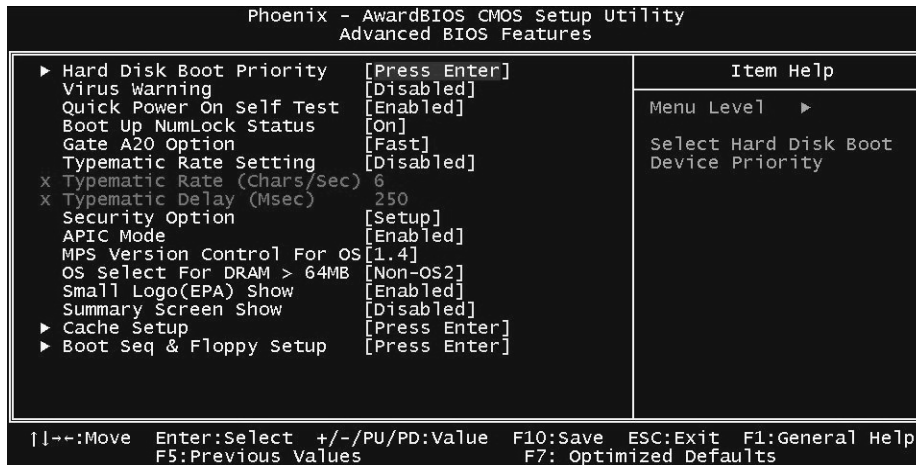 Phoenix - AwardBIOS CMOS Setup Utility
Advanced BIOS Features
▶ Hard Disk Boot Priority [Press Enter]
Virus Warning [Disabled]
Quick Power On Self Test [Enabled]
Boot Up NumLock Status [On]
Gate A20 Option [Fast]
Typematic Rate Setting [Disabled]
x Typematic Rate (Chars/Sec) 6
x Typematic Delay (Msec) 250
Security Option [Setup]
APIC Mode [Enabled]
MPS Version Control For OS[1.4]
OS Select For DRAM > 64MB [Non-OS2]
Small Logo(EPA) Show [Enabled]
Summary Screen Show [Disabled]
▶ Cache Setup [Press Enter]
▶ Boot Seq & Floppy Setup [Press Enter]
Item Help
Menu Level ▶
Select Hard Disk Boot
Device Priority
↑↓→←:Move Enter:Select +/-/PU/PD:Value F10:Save ESC:Exit F1:General Help
F5:Previous Values F7: Optimized Defaults